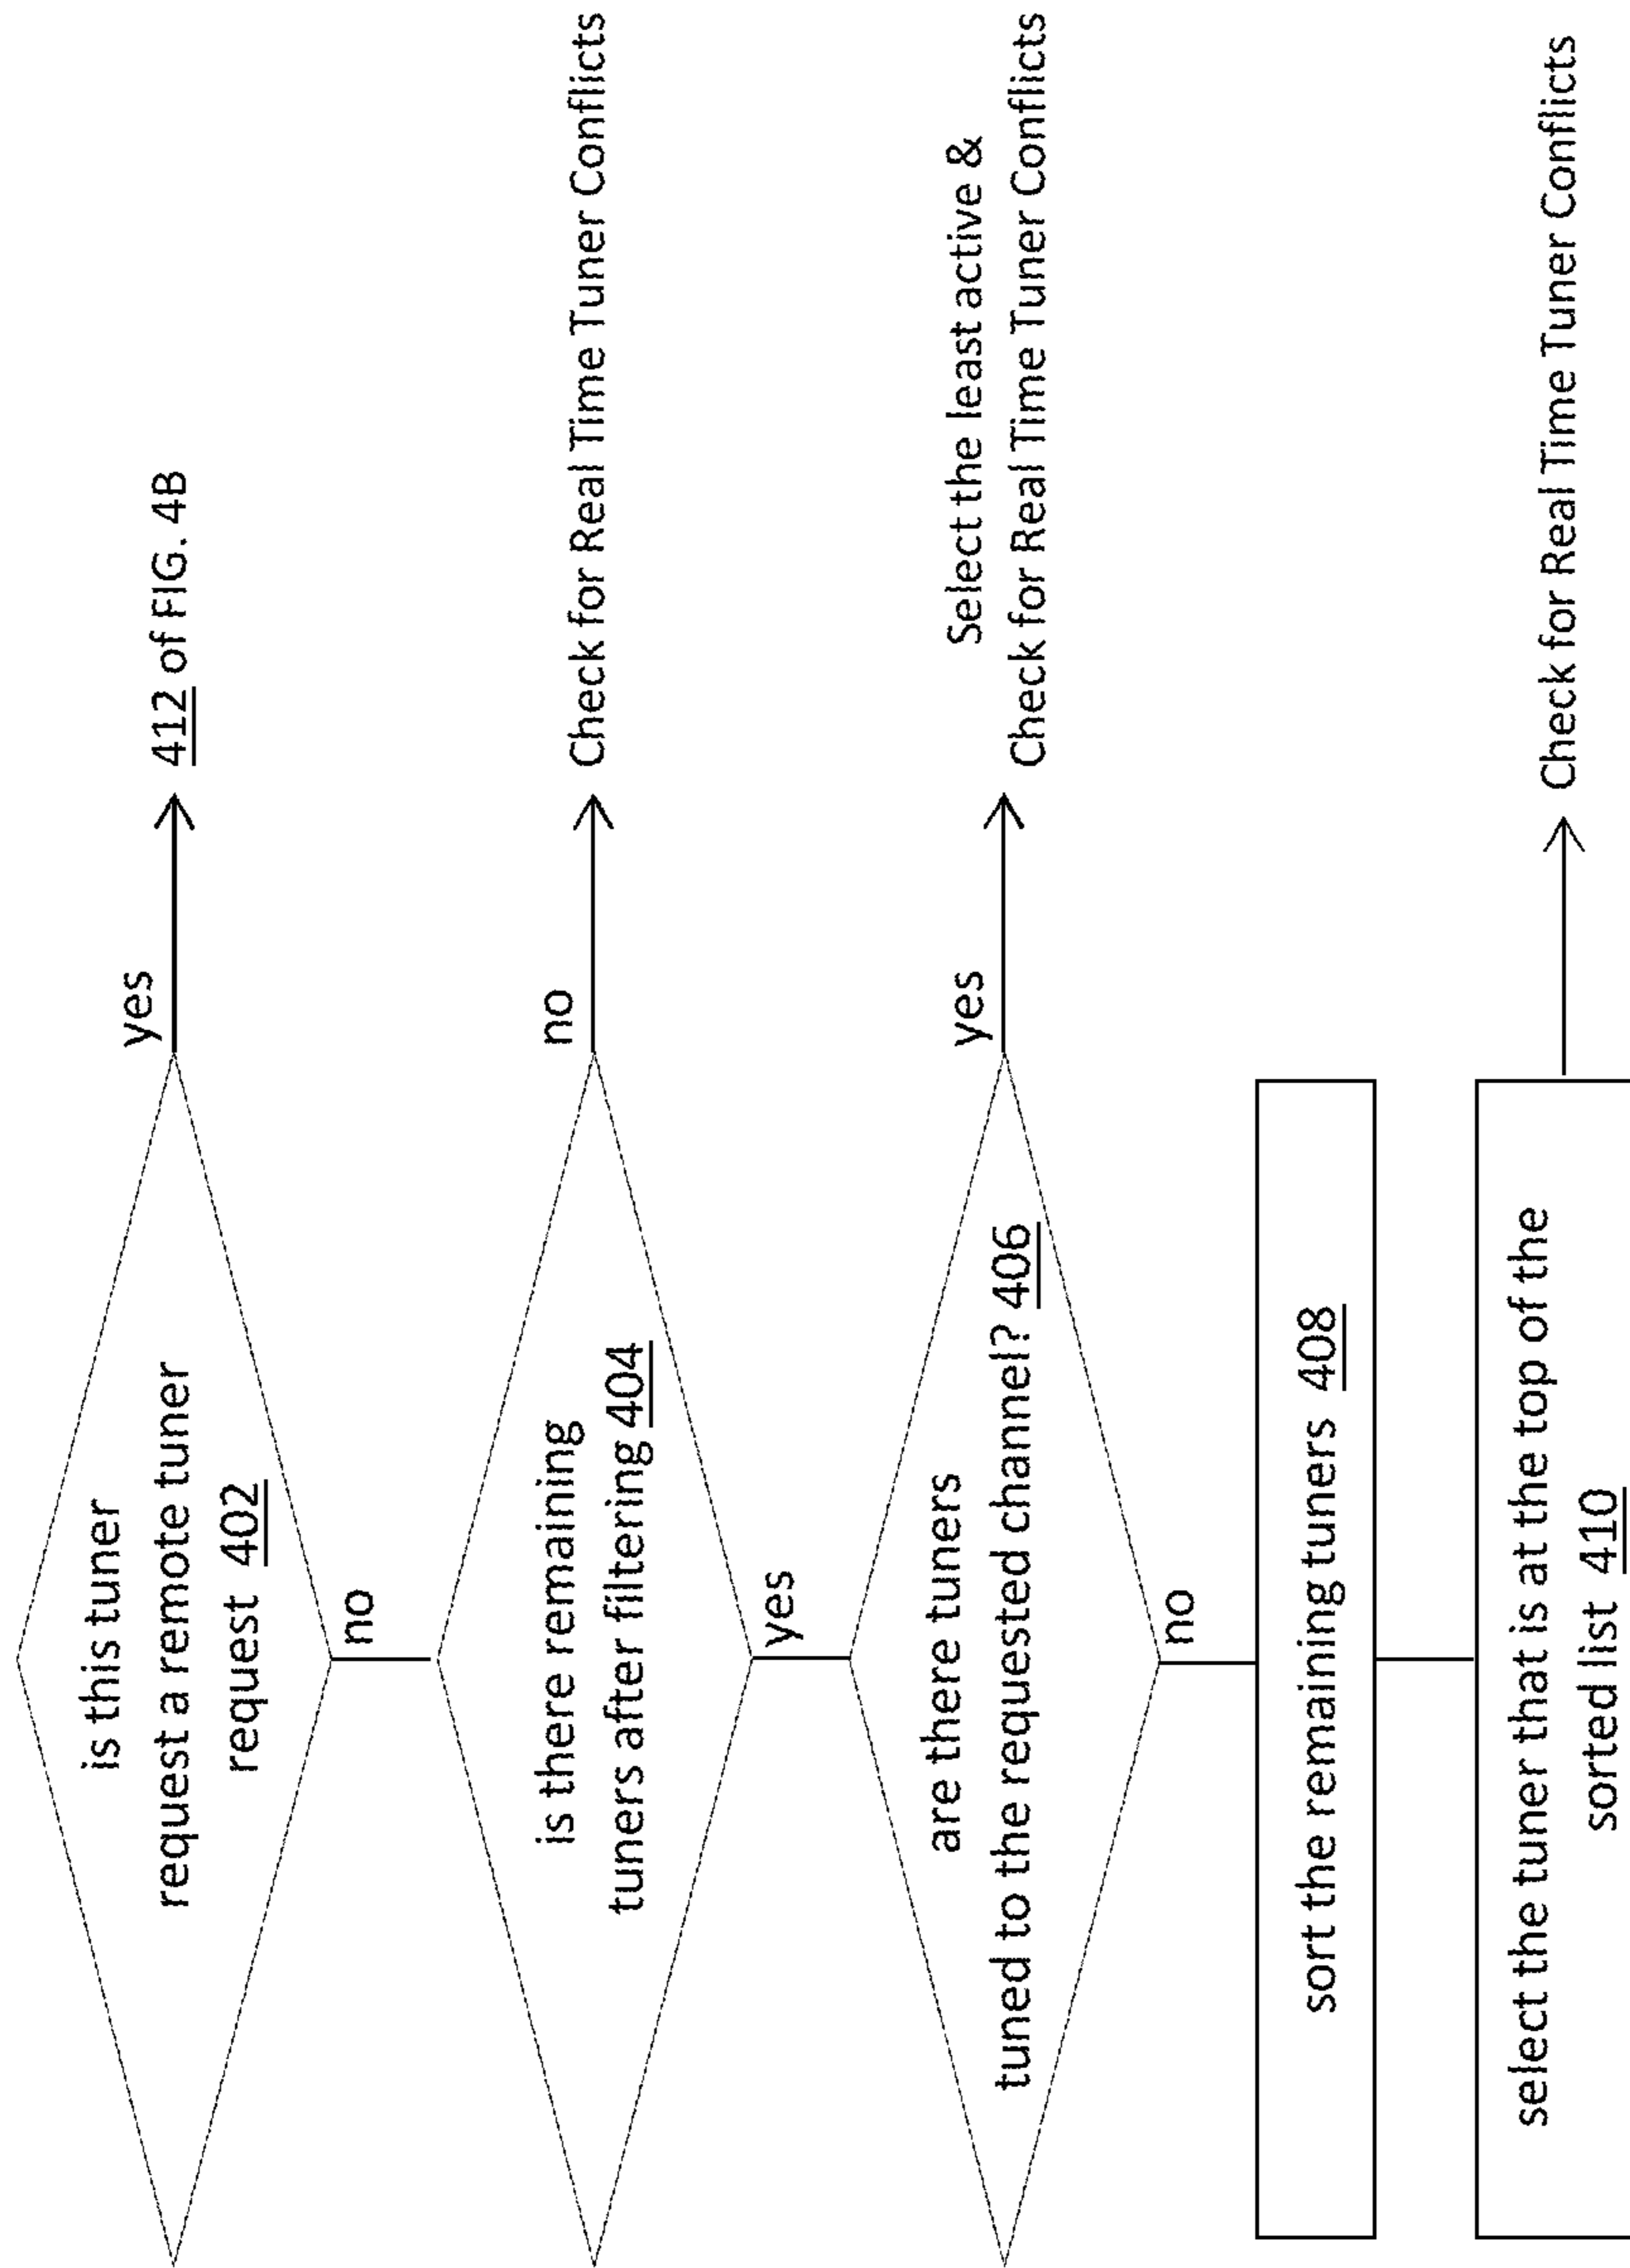 is this tuner
request a remote tuner
request 402
yes
412 of FIG. 4B
no
is there remaining
tuners after filtering 404
no
Check for Real Time Tuner Conflicts
yes
are there tuners
tuned to the requested channel? 406
yes
Select the least active &
Check for Real Time Tuner Conflicts
no
sort the remaining tuners 408
select the tuner that is at the top of the
sorted list 410
Check for Real Time Tuner Conflicts